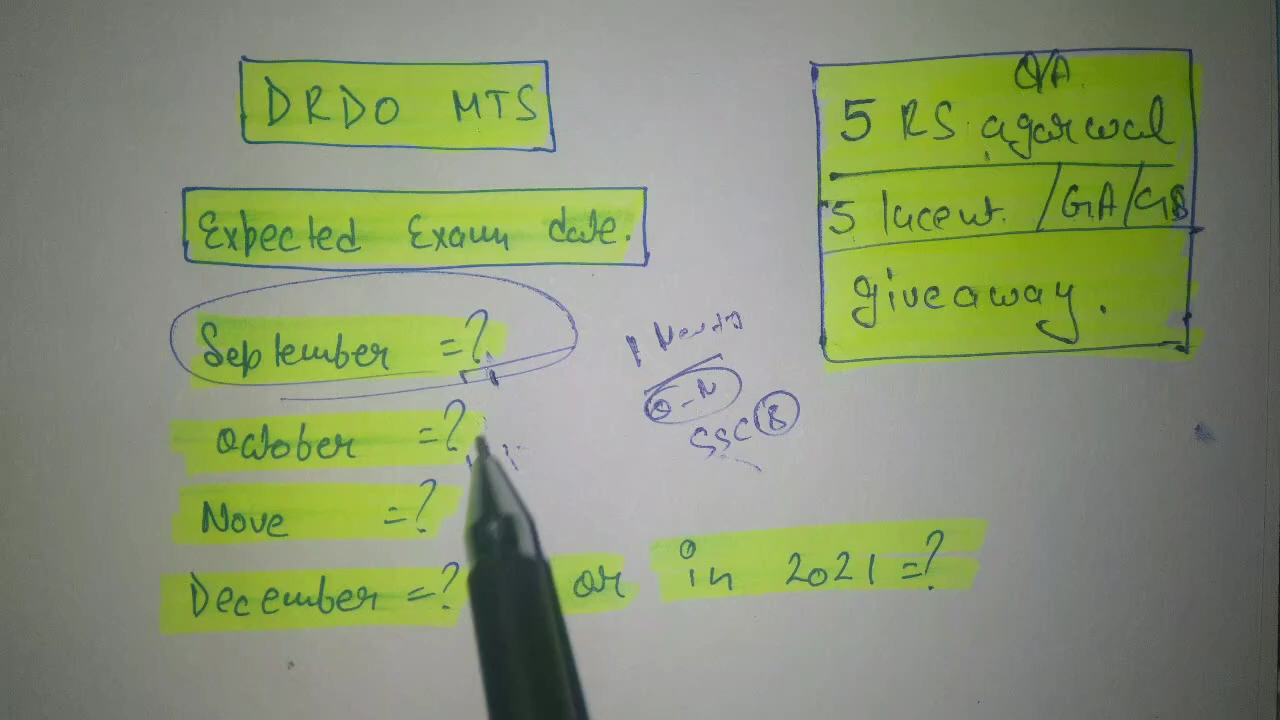 DRDO MTS
Expected Exam date.
September =?
October =?
Nove =?
December =? or in 2021 =?
1
O-N
SSC
QA.
5 RS agarwal
5 lucent. /GA/GS
giveaway.